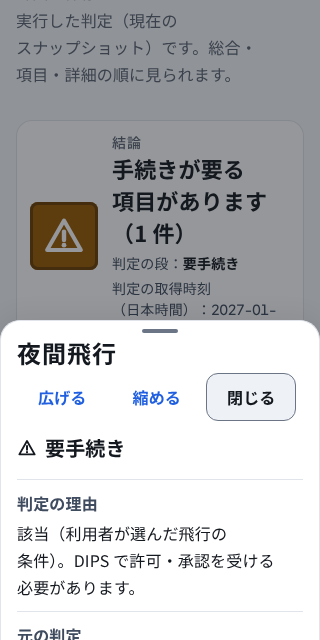 実行した判定（現在の
スナップショット）です。総合・
項目・詳細の順に見られます。
結論
手続きが要る
項目があります
（1 件）
判定の段：要手続き
判定の取得時刻
（日本時間）：2027-01-
夜間飛行
広げる
縮める
閉じる
要手続き
判定の理由
該当（利用者が選んだ飛行の
条件）。DIPS で許可・承認を受ける
必要があります。
元の判定